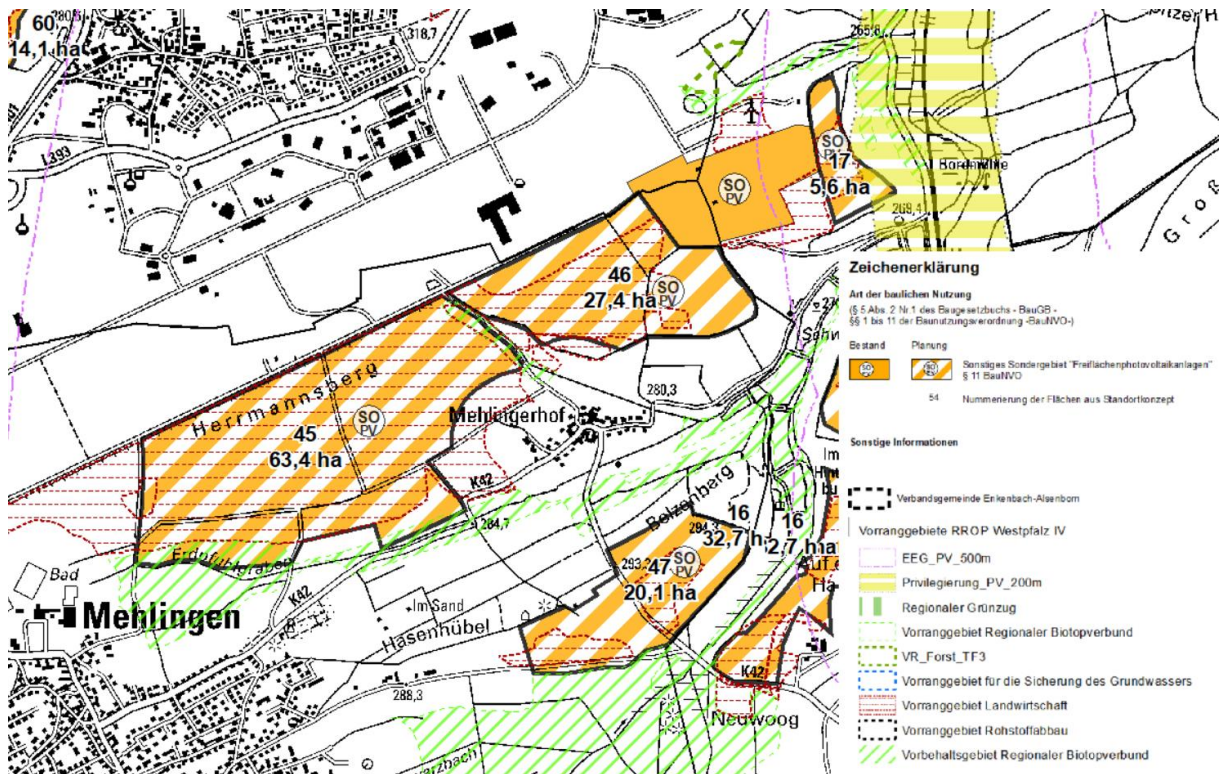 280,5
60
14,1 ha
318,7
265,8
L393
SO
PV
17
5,6 ha
SO
PV
269,4
Groß
46
27,4 ha
SO
PV
Herrmannsberg
SO
PV
45
63,4 ha
280,3
Mehlingerhof
K42
284,7
Belzenberg
16
32,7 h
16
2,7 ha
294,3
293,
47
20,1 ha
SO
PV
Bad
Mehlingen
K42
Im Sand
Hasenhübel
288,3
K42
Neuwoog
Zeichenerklärung
Art der baulichen Nutzung
(§ 5 Abs. 2 Nr.1 des Baugesetzbuchs - BauGB -
§§ 1 bis 11 der Baunutzungsverordnung -BauNVO-)
Bestand Planung
Sonstiges Sondergebiet "Freiflächenphotovoltaikanlagen"
§ 11 BauNVO
54 Nummerierung der Flächen aus Standortkonzept
Sonstige Informationen
Verbandsgemeinde Enkenbach-Alsenborn
Vorranggebiete RROP Westpfalz IV
EEG_PV_500m
Privilegierung_PV_200m
Regionaler Grünzug
Vorranggebiet Regionaler Biotopverbund
VR_Forst_TF3
Vorranggebiet für die Sicherung des Grundwassers
Vorranggebiet Landwirtschaft
Vorranggebiet Rohstoffabbau
Vorbehaltsgebiet Regionaler Biotopverbund